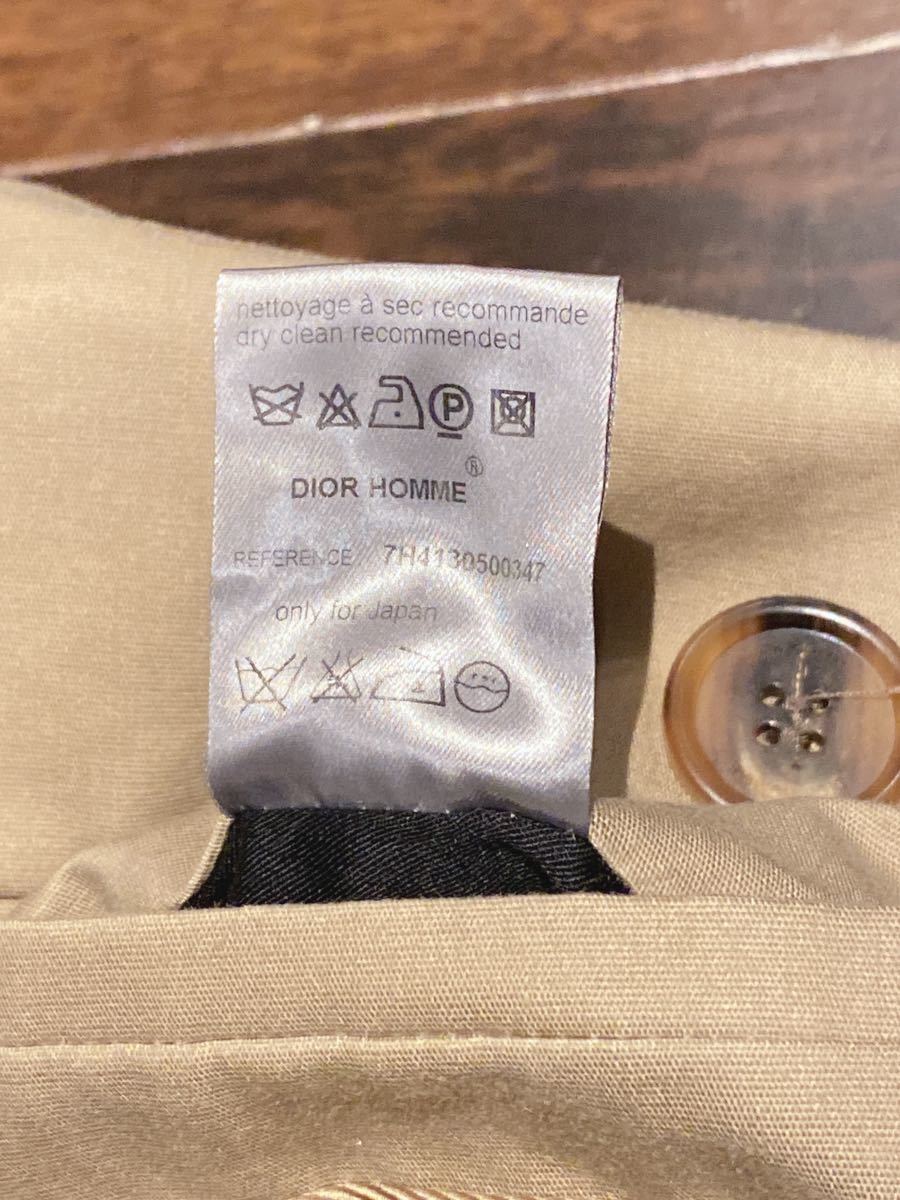 nettoyage à sec recommande
dry clean recommended
P
DIOR HOMME ®
REFERENCE 7H4130500347
only for Japan